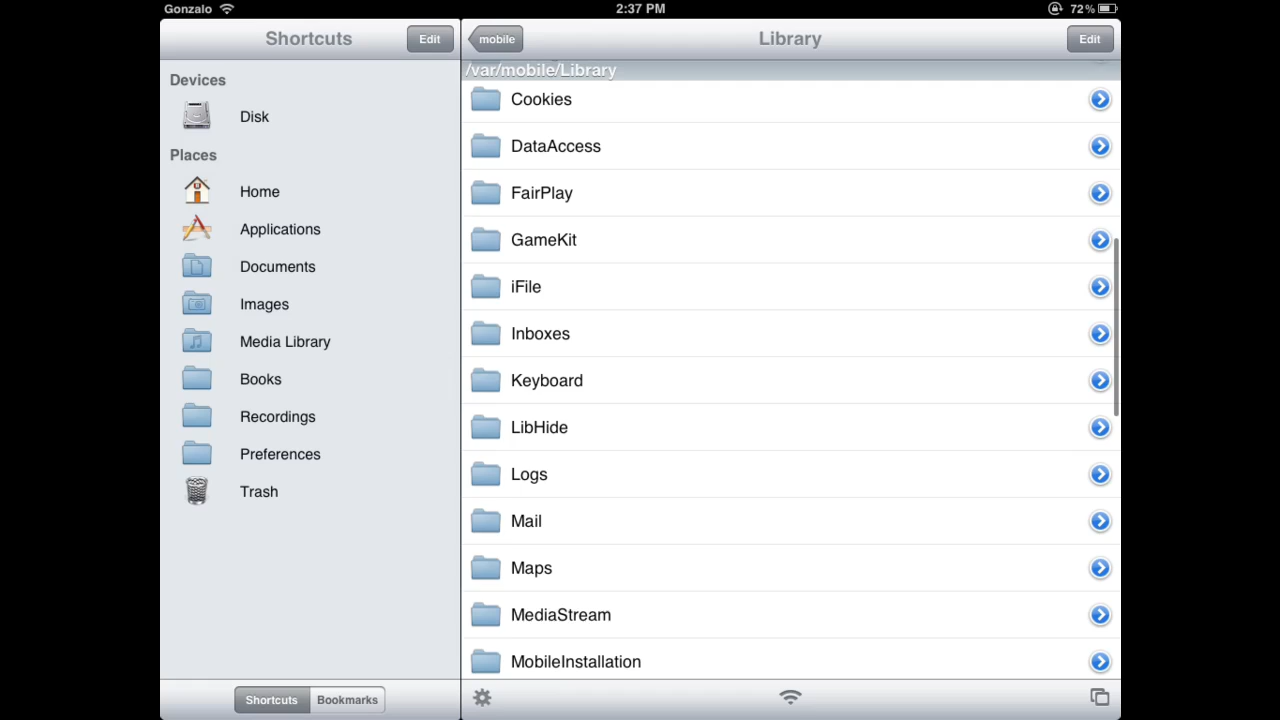 Gonzalo
2:37 PM
72%
Shortcuts
Edit
Devices
Disk
Places
Home
Applications
Documents
Images
Media Library
Books
Recordings
Preferences
Trash
Shortcuts
Bookmarks
mobile
Library
Edit
/var/mobile/Library
Cookies
DataAccess
FairPlay
GameKit
iFile
Inboxes
Keyboard
LibHide
Logs
Mail
Maps
MediaStream
MobileInstallation